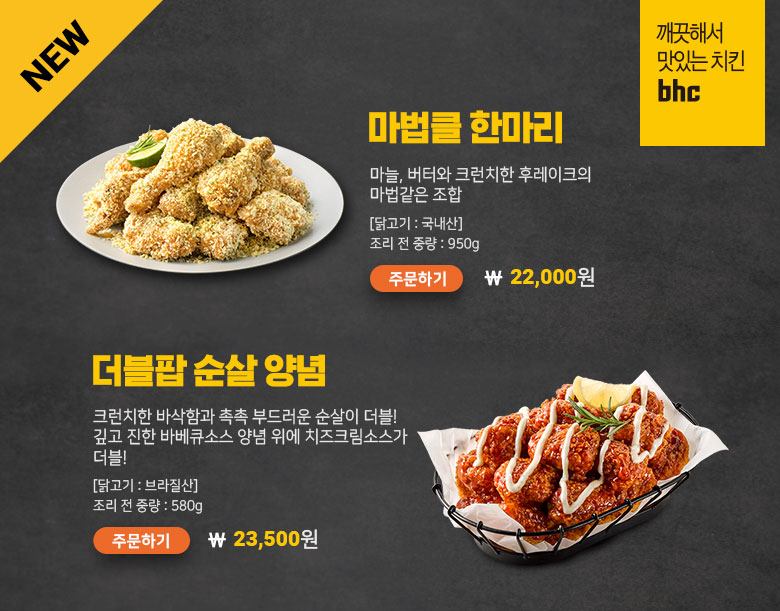 NEW
깨끗해서
맛있는 치킨
bhc
마법클 한마리
마늘, 버터와 크런치한 후레이크의
마법같은 조합
[닭고기 : 국내산]
조리 전 중량 : 950g
주문하기 ₩ 22,000원
더블팝 순살 양념
크런치한 바삭함과 촉촉 부드러운 순살이 더블!
깊고 진한 바베큐소스 양념 위에 치즈크림소스가
더블!
[닭고기 : 브라질산]
조리 전 중량 : 580g
주문하기 ₩ 23,500원